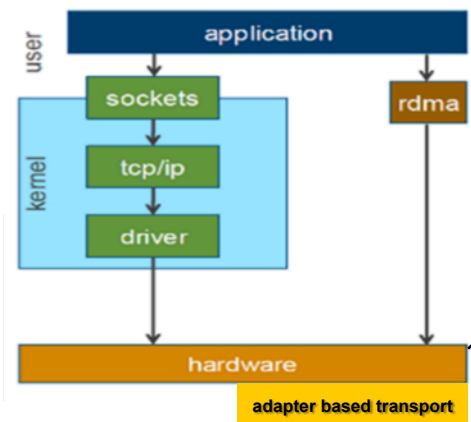 user
application
sockets
rdma
kernel
tcp/ip
driver
hardware
adapter based transport